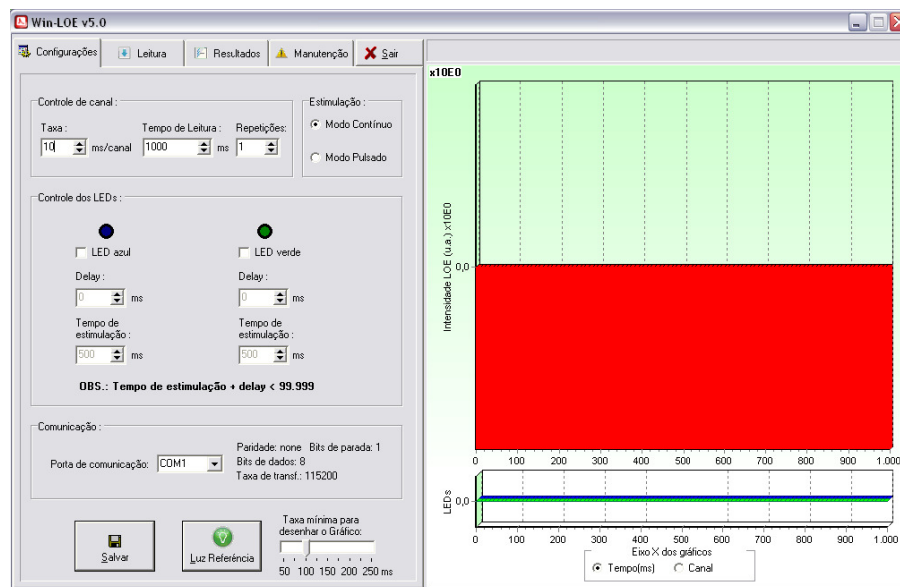 Win-LOE v5.0
Configurações
Leitura
Resultados
Manutenção
Sair
Controle de canal :
Taxa :
10 ms/canal
Tempo de Leitura :
1000 ms
Repetições:
1
Estimulação :
Modo Contínuo
Modo Pulsado
Controle dos LEDs :
LED azul
LED verde
Delay :
Delay :
0 ms
0 ms
Tempo de
estimulação :
Tempo de
estimulação :
500 ms
500 ms
OBS.: Tempo de estimulação + delay < 99.999
Comunicação :
Porta de comunicação: COM1
Paridade: none Bits de parada: 1
Bits de dados: 8
Taxa de transf.: 115200
Salvar
Luz Referência
Taxa mínima para
desenhar o Gráfico:
50 100 150 200 250 ms
x10E0
Intensidade LOE (u.a.) x10E0
0,0
0 100 200 300 400 500 600 700 800 900 1.000
LEDs
0,0
0 100 200 300 400 500 600 700 800 900 1.000
Eixo X dos gráficos
Tempo(ms) Canal